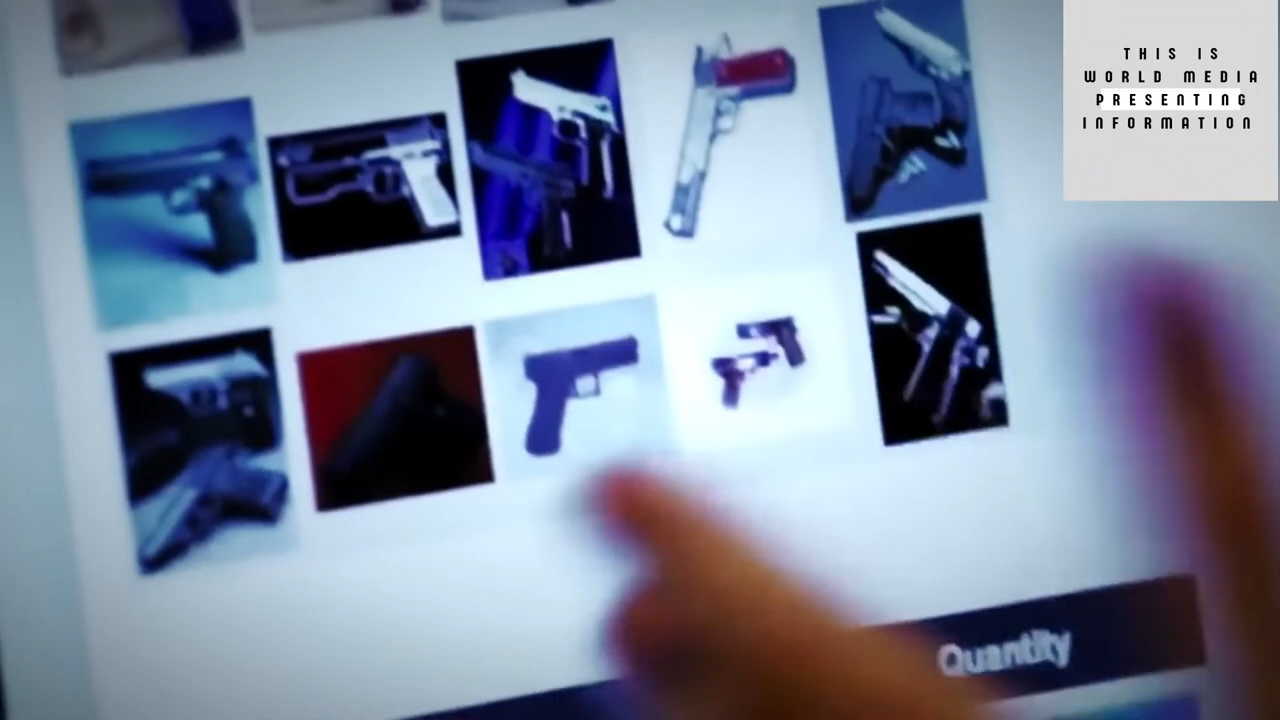 THIS IS
WORLD MEDIA
PRESENTING
INFORMATION
Quantity